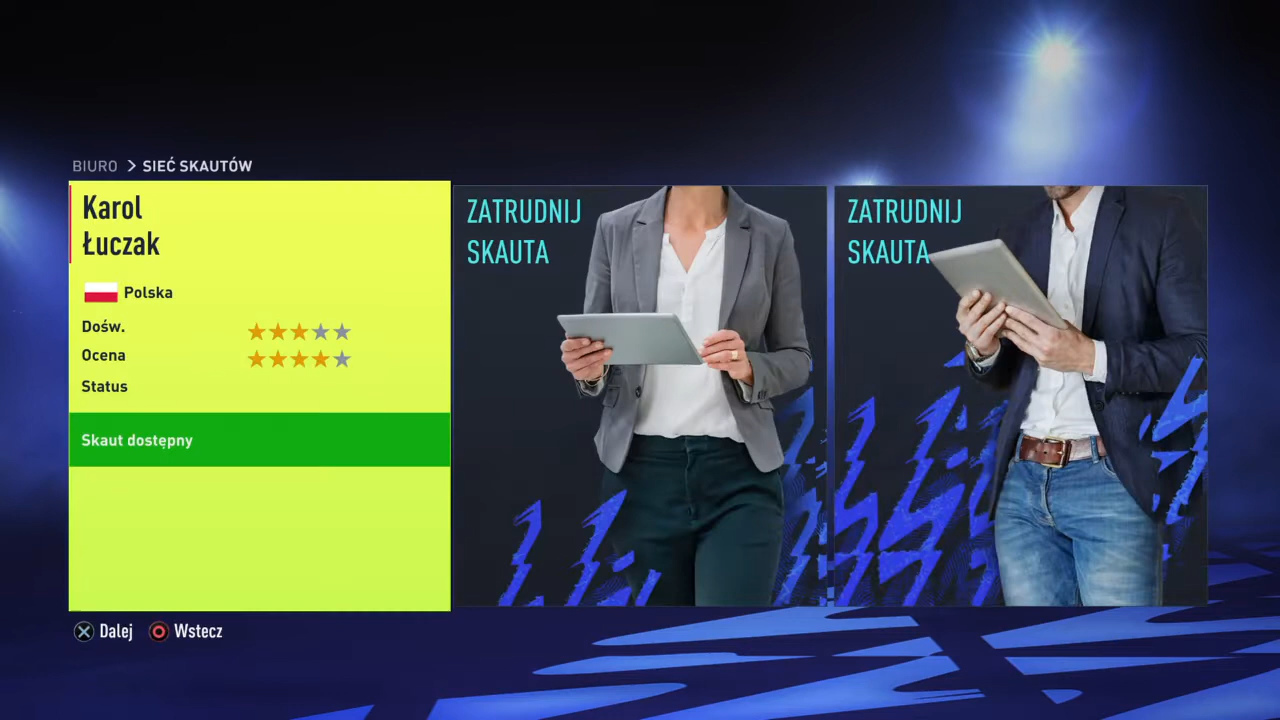 BIURO > SIEĆ SKAUTÓW
Karol
Łuczak
Polska
Dośw.
Ocena
Status
Skaut dostępny
ZATRUDNIJ
SKAUTA
ZATRUDNIJ
SKAUTA
Dalej
Wstecz